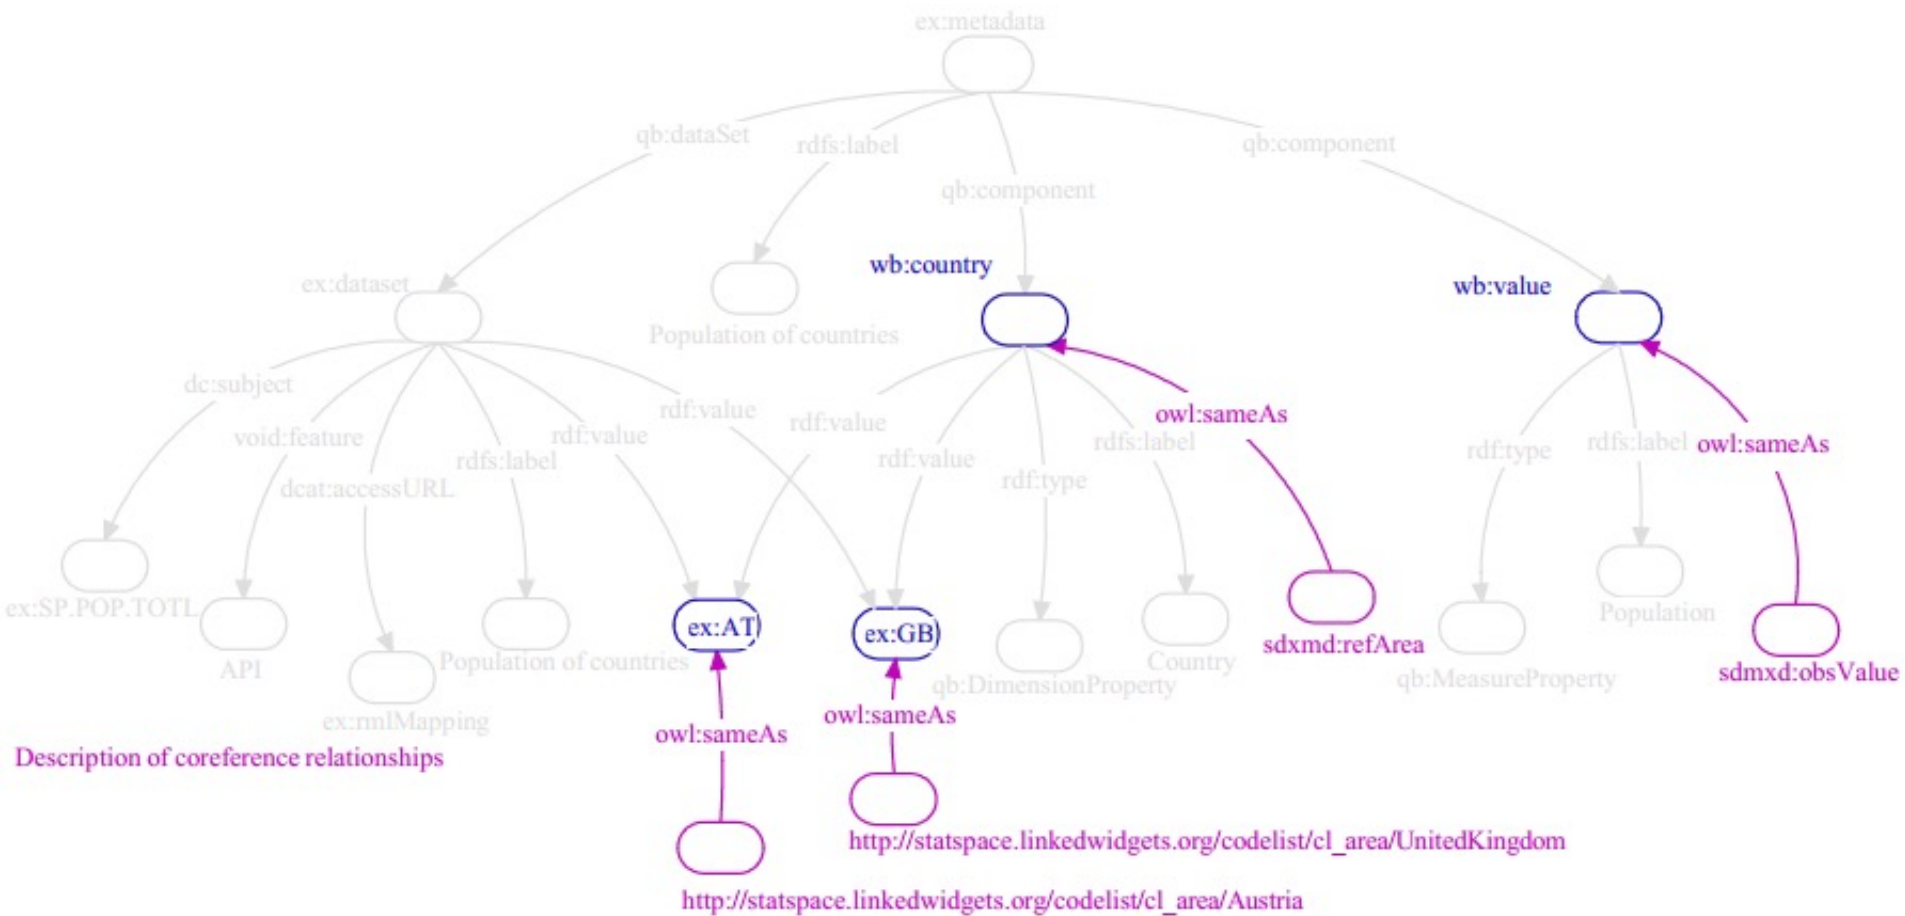 ex:metadata
qb:dataSet
rdfs:label
qb:component
qb:component
ex:dataset
Population of countries
wb:country
wb:value
dc:subject
void:feature
dcat:accessURL
rdfs:label
rdf:value
rdf:value
rdf:value
rdf:value
rdf:type
rdfs:label
owl:sameAs
rdf:type
rdfs:label
owl:sameAs
ex:SP.POP.TOTL
API
ex:rmlMapping
Population of countries
ex:AT
ex:GB
qb:DimensionProperty
Country
sdxmd:refArea
qb:MeasureProperty
Population
sdmxd:obsValue
Description of coreference relationships
owl:sameAs
owl:sameAs
http://statspace.linkedwidgets.org/codelist/cl_area/UnitedKingdom
http://statspace.linkedwidgets.org/codelist/cl_area/Austria